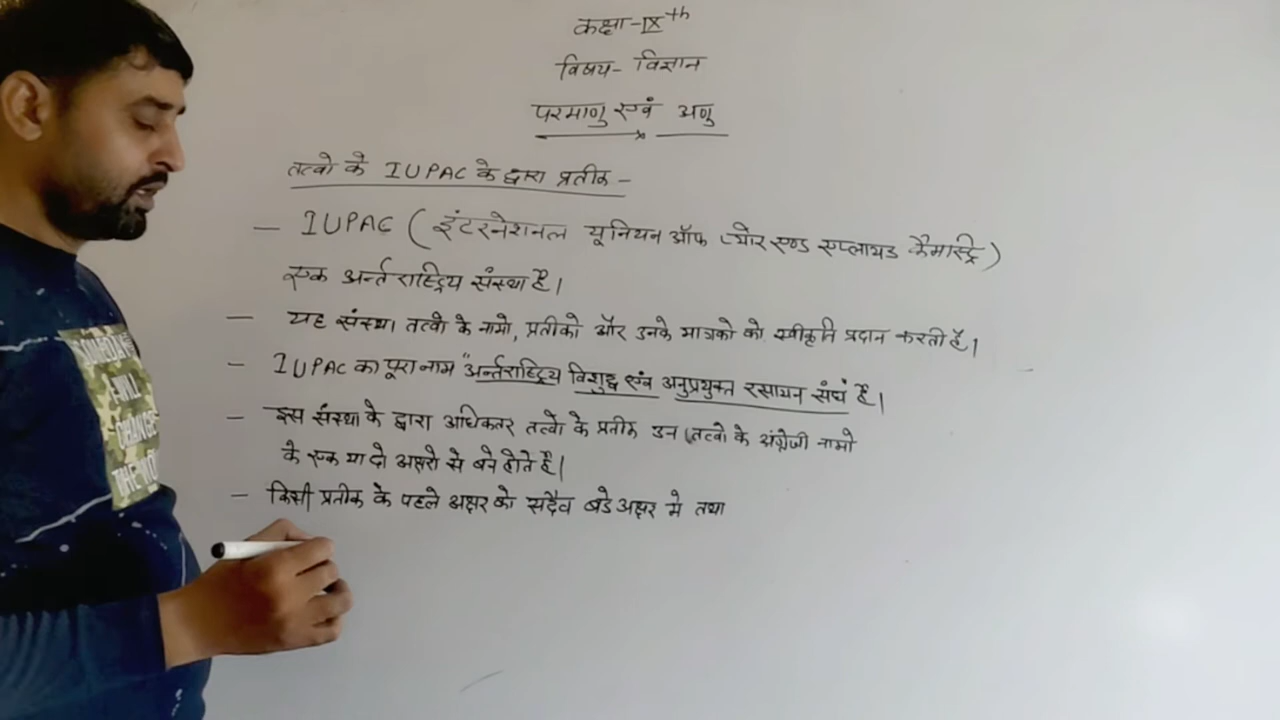 कक्षा-IXth
विषय- विज्ञान
परमाणु एवं अणु
तत्वो के IUPAC के द्वारा प्रतीक -
- IUPAC (इंटरनेशनल यूनियन ऑफ प्योर एण्ड एप्लायड कैमेस्ट्रि)
एक अर्न्तराष्ट्रिय संस्था है।
- यह संस्था तत्वो के नामो, प्रतीको और उनके मात्रको को स्वीकृति प्रदान करती है।
- IUPAC का पूरा नाम "अर्न्तराष्ट्रिय विशुद्ध एवं अनुप्रयुक्त रसायन संघ है।
- इस संस्था के द्वारा अधिकतर तत्वो के प्रतीक उन तत्वो के अंग्रेजी नामो
के एक या दो अक्षरो से बने होते है।
- किसी प्रतीक के पहले अक्षर को सदैव बडे अक्षर मे तथा